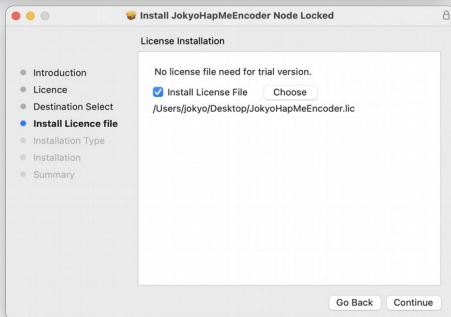 Install JokyoHapMeEncoder Node Locked
License Installation
Introduction
Licence
Destination Select
Install Licence file
Installation Type
Installation
Summary
No license file need for trial version.
Install License File
Choose
/Users/jokyo/Desktop/JokyoHapMeEncoder.lic
Go Back
Continue